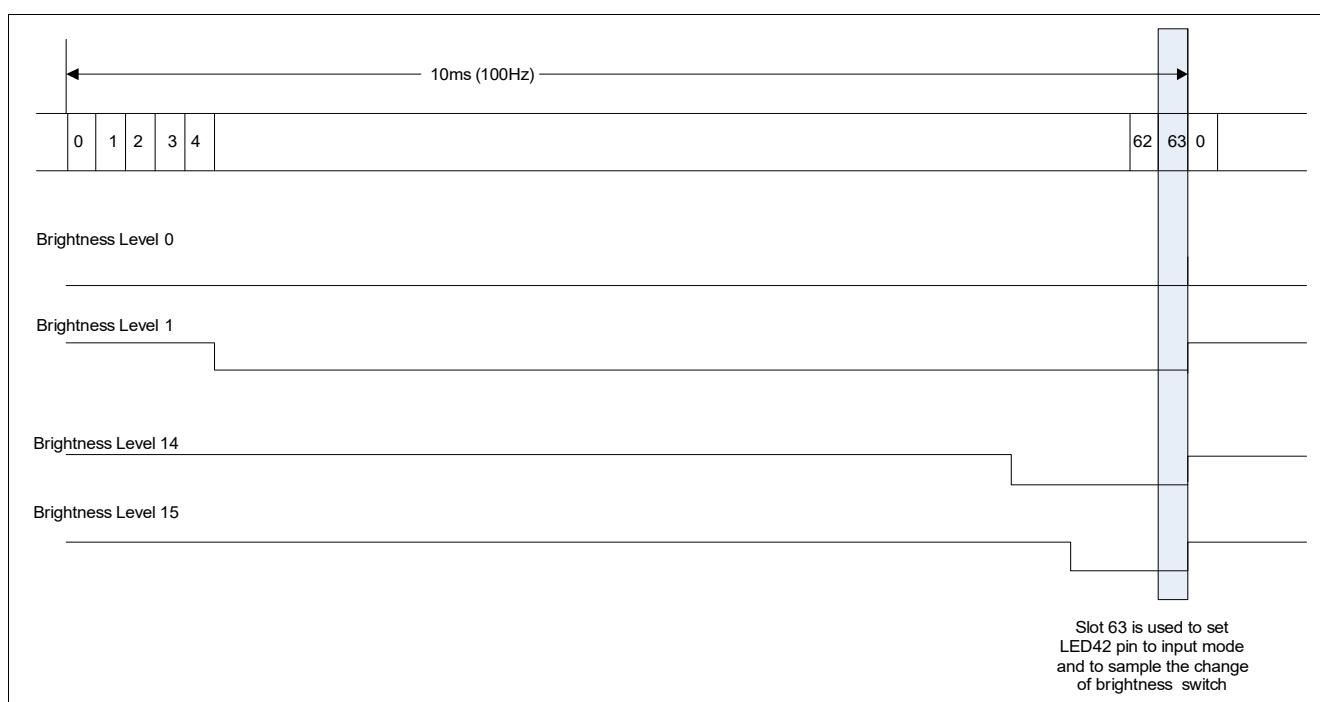 10ms (100Hz)
0 1 2 3 4 62 63 0
Brightness Level 0
Brightness Level 1
Brightness Level 14
Brightness Level 15
Slot 63 is used to set
LED42 pin to input mode
and to sample the change
of brightness switch